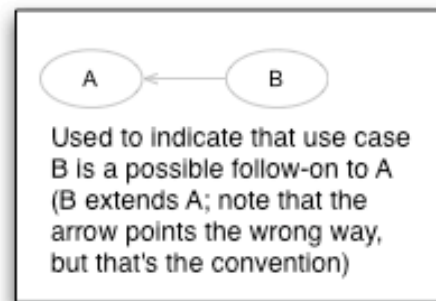 A B
Used to indicate that use case
B is a possible follow-on to A
(B extends A; note that the
arrow points the wrong way,
but that's the convention)